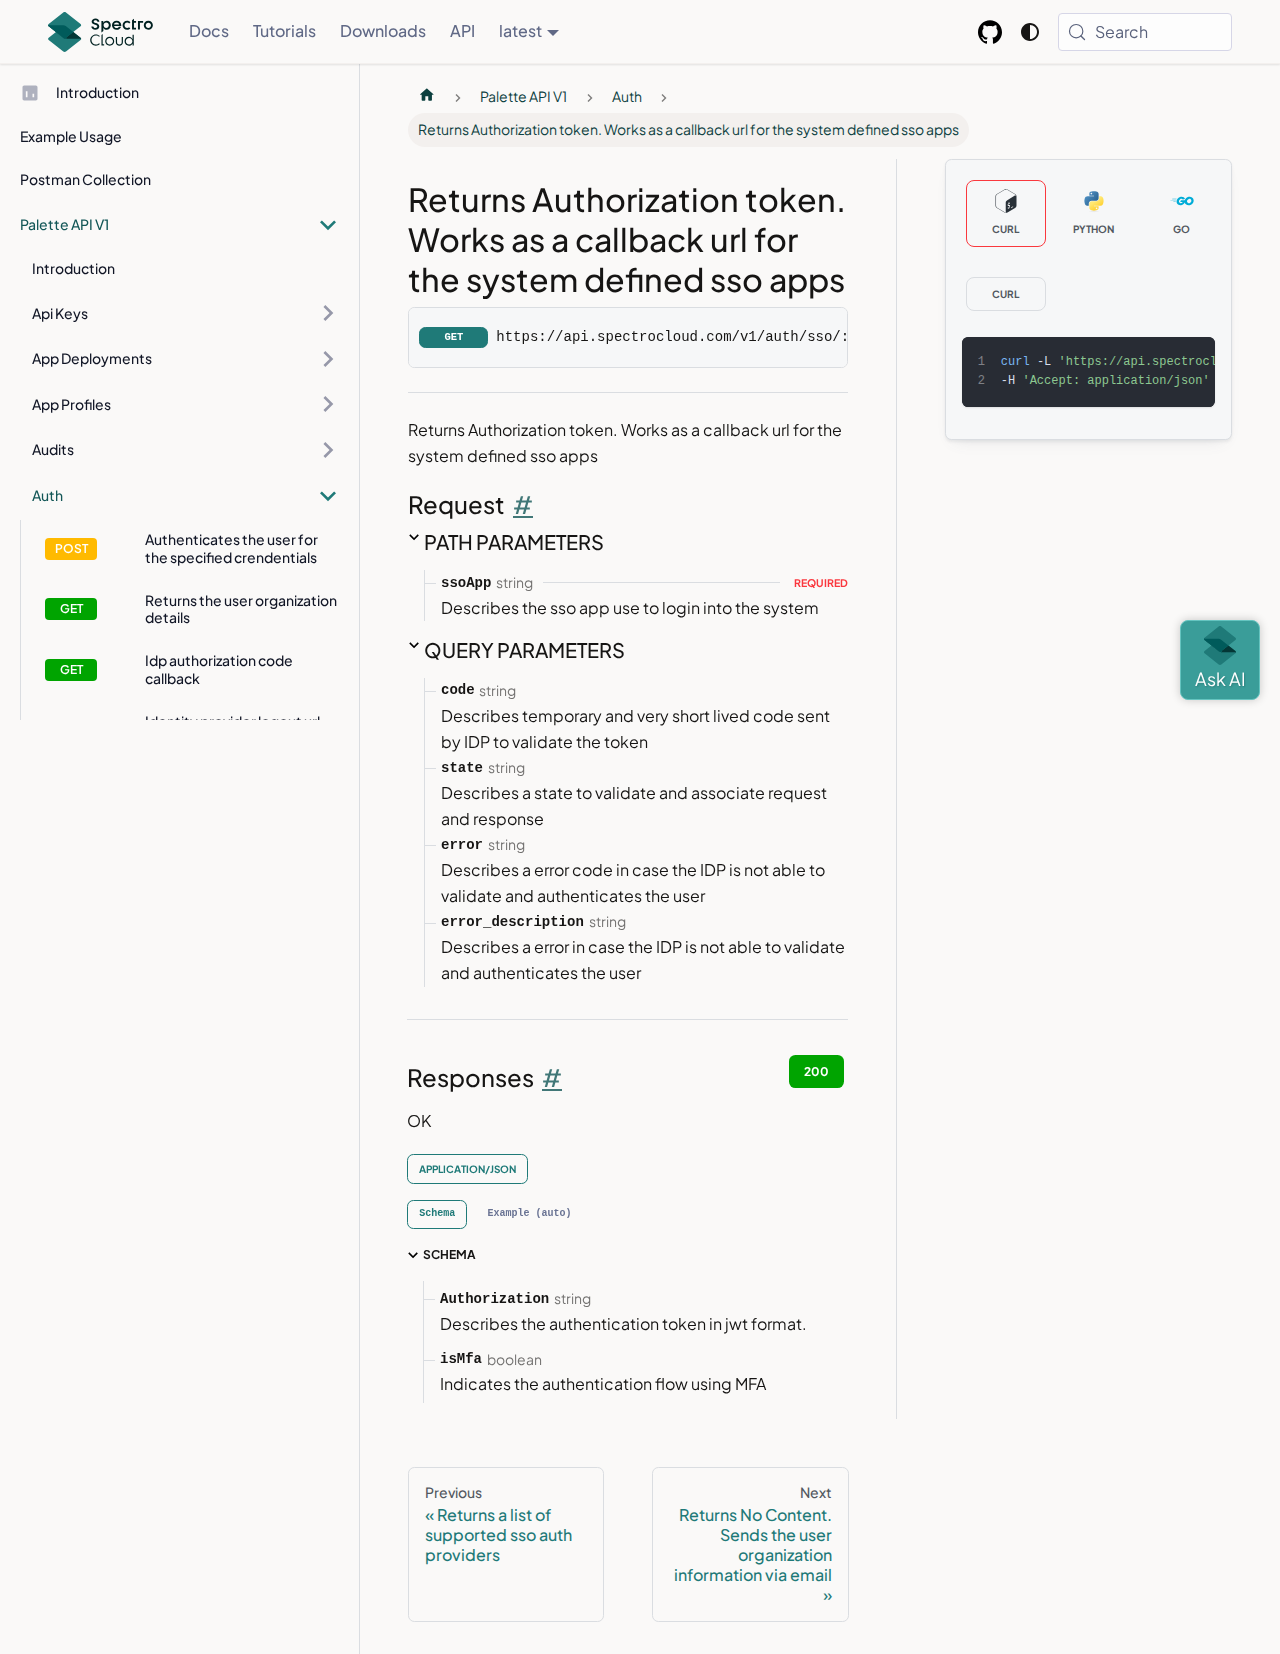 Spectro Cloud
Docs
Tutorials
Downloads
API
latest
Search
Introduction
Example Usage
Postman Collection
Palette API V1
Introduction
Api Keys
App Deployments
App Profiles
Audits
Auth
POST
Authenticates the user for
the specified crendentials
GET
Returns the user organization
details
GET
Idp authorization code
callback
Palette API V1
Auth
Returns Authorization token. Works as a callback url for the system defined sso apps
Returns Authorization token.
Works as a callback url for
the system defined sso apps
GET https://api.spectrocloud.com/v1/auth/sso/:
Returns Authorization token. Works as a callback url for the
system defined sso apps
Request #
PATH PARAMETERS
ssoApp string REQUIRED
Describes the sso app use to login into the system
QUERY PARAMETERS
code string
Describes temporary and very short lived code sent
by IDP to validate the token
state string
Describes a state to validate and associate request
and response
error string
Describes a error code in case the IDP is not able to
validate and authenticates the user
error_description string
Describes a error in case the IDP is not able to validate
and authenticates the user
Responses #
200
OK
APPLICATION/JSON
Schema
Example (auto)
SCHEMA
Authorization string
Describes the authentication token in jwt format.
isMfa boolean
Indicates the authentication flow using MFA
Previous
« Returns a list of
supported sso auth
providers
Next
Returns No Content.
Sends the user
organization
information via email
»
CURL
PYTHON
GO
CURL
1 curl -L 'https://api.spectrocl
2 -H 'Accept: application/json'
Ask AI